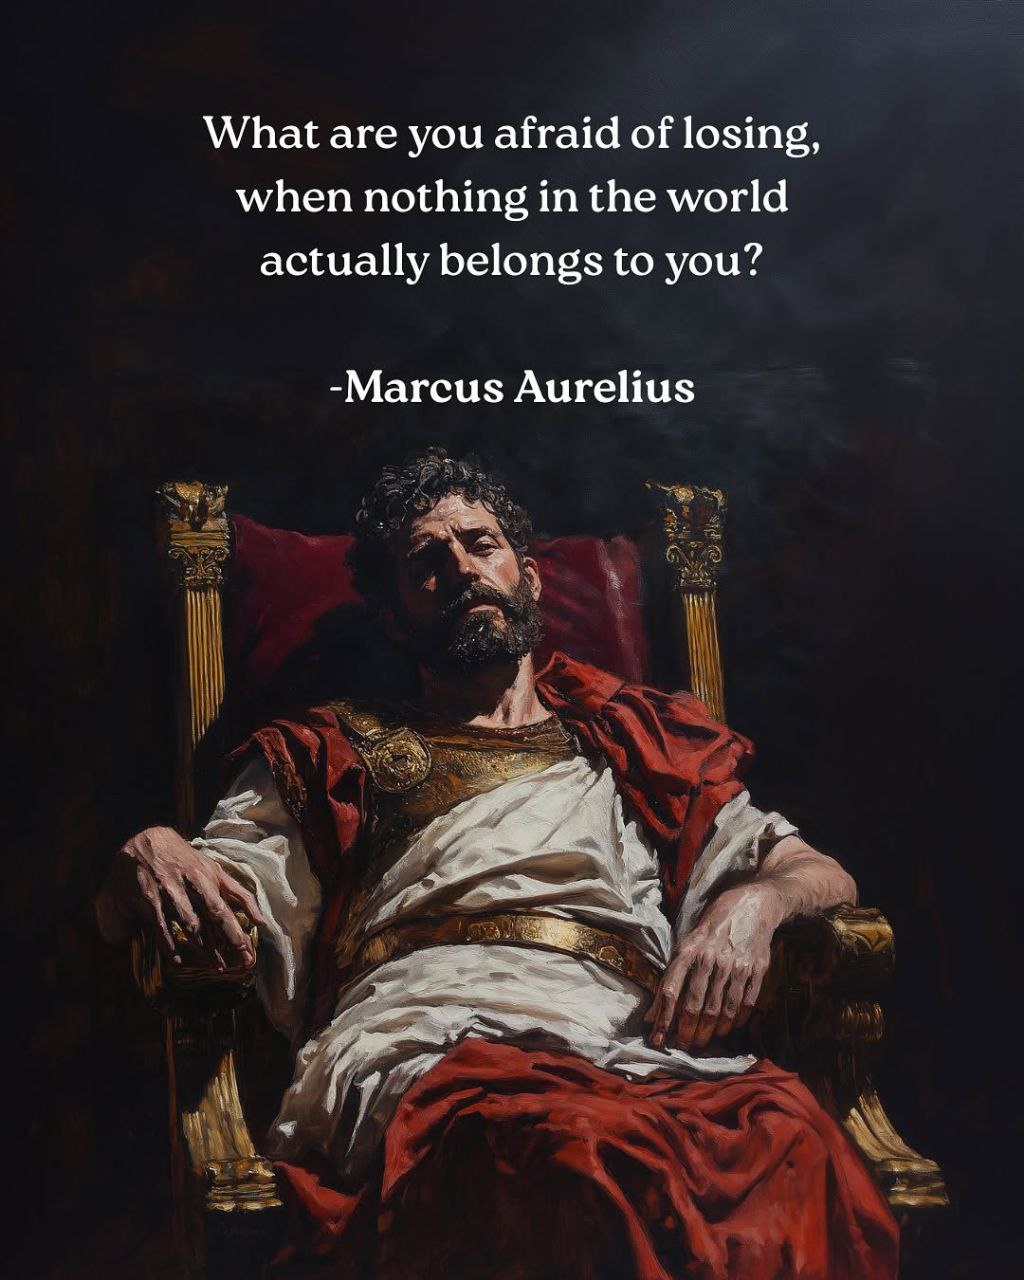 What are you afraid of losing,
when nothing in the world
actually belongs to you?
-Marcus Aurelius